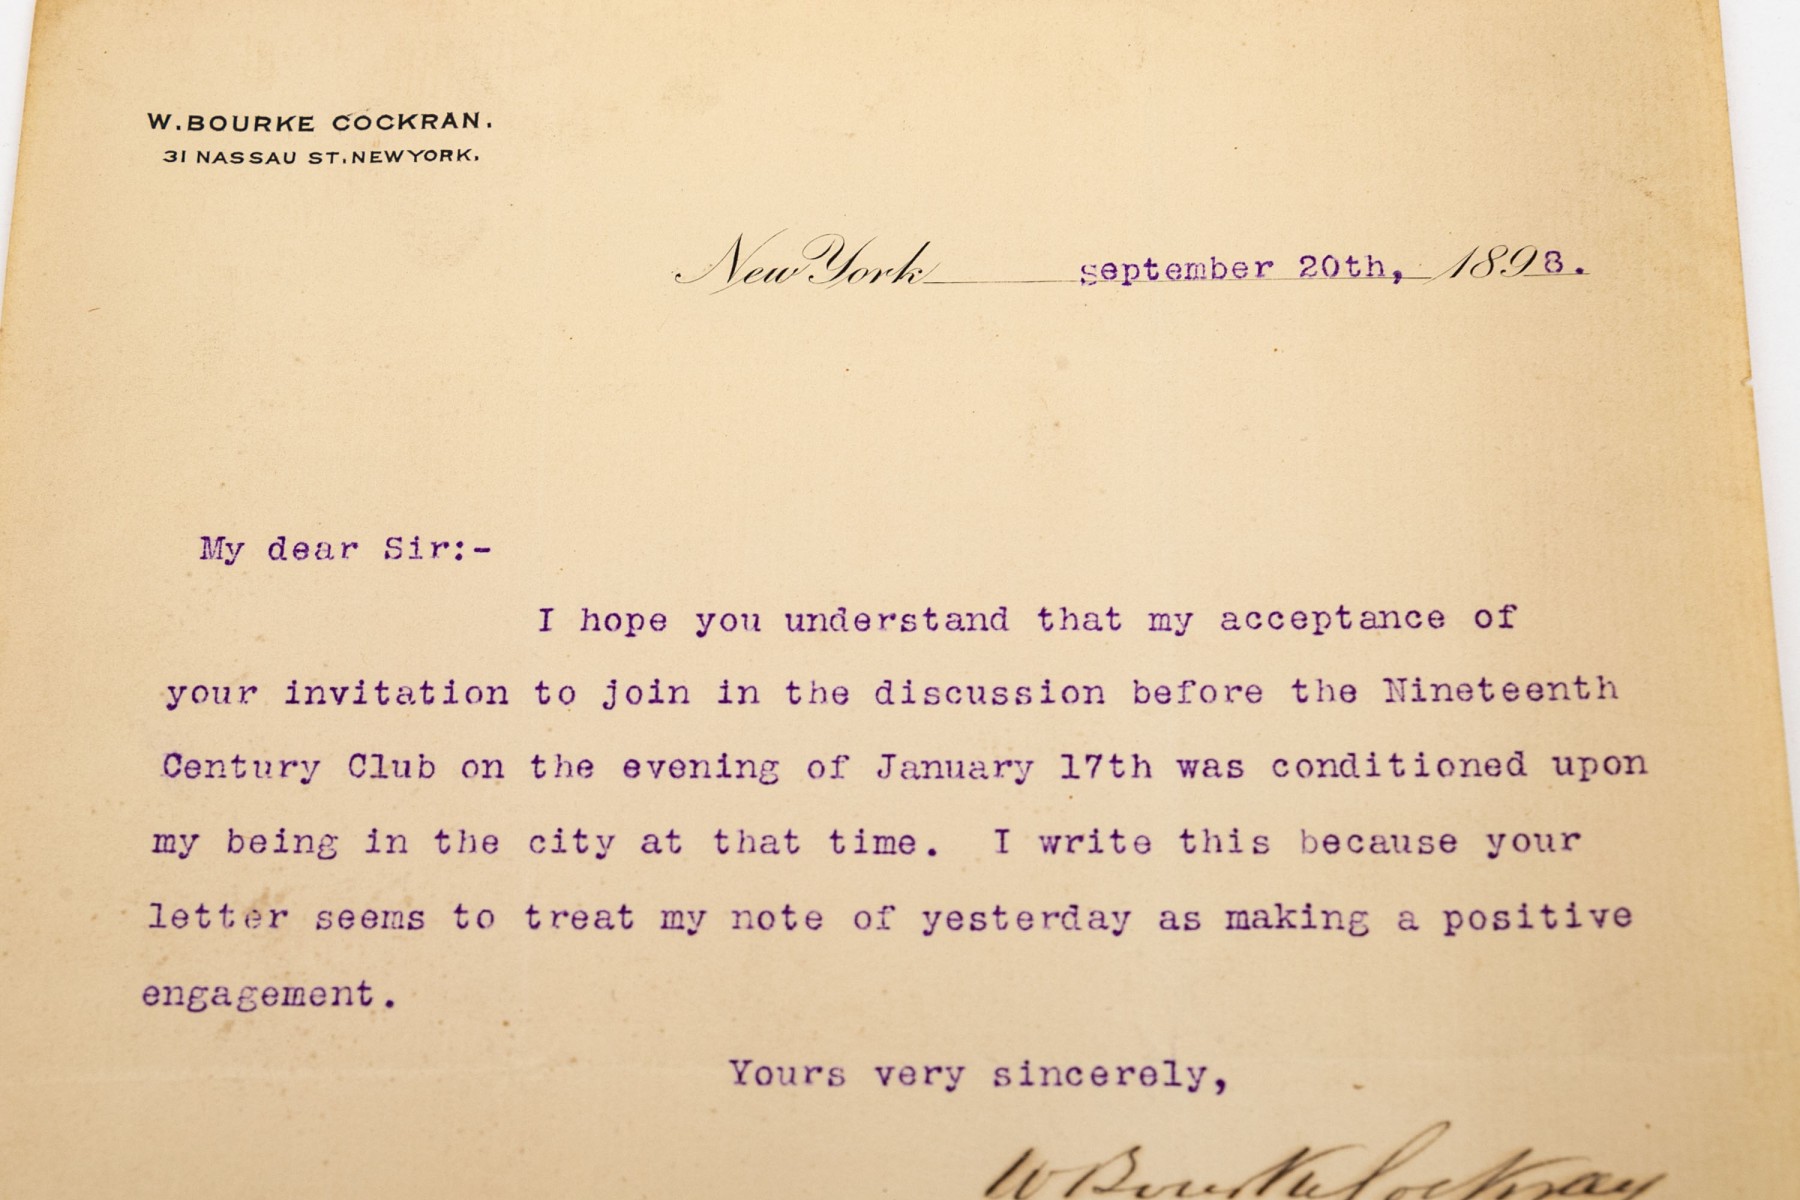 W. BOURKE COCKRAN.
31 NASSAU ST. NEW YORK.
New York september 20th, 1898.
My dear Sir:-
I hope you understand that my acceptance of
your invitation to join in the discussion before the Nineteenth
Century Club on the evening of January 17th was conditioned upon
my being in the city at that time. I write this because your
letter seems to treat my note of yesterday as making a positive
engagement.
Yours very sincerely,
W Bourke Cockran